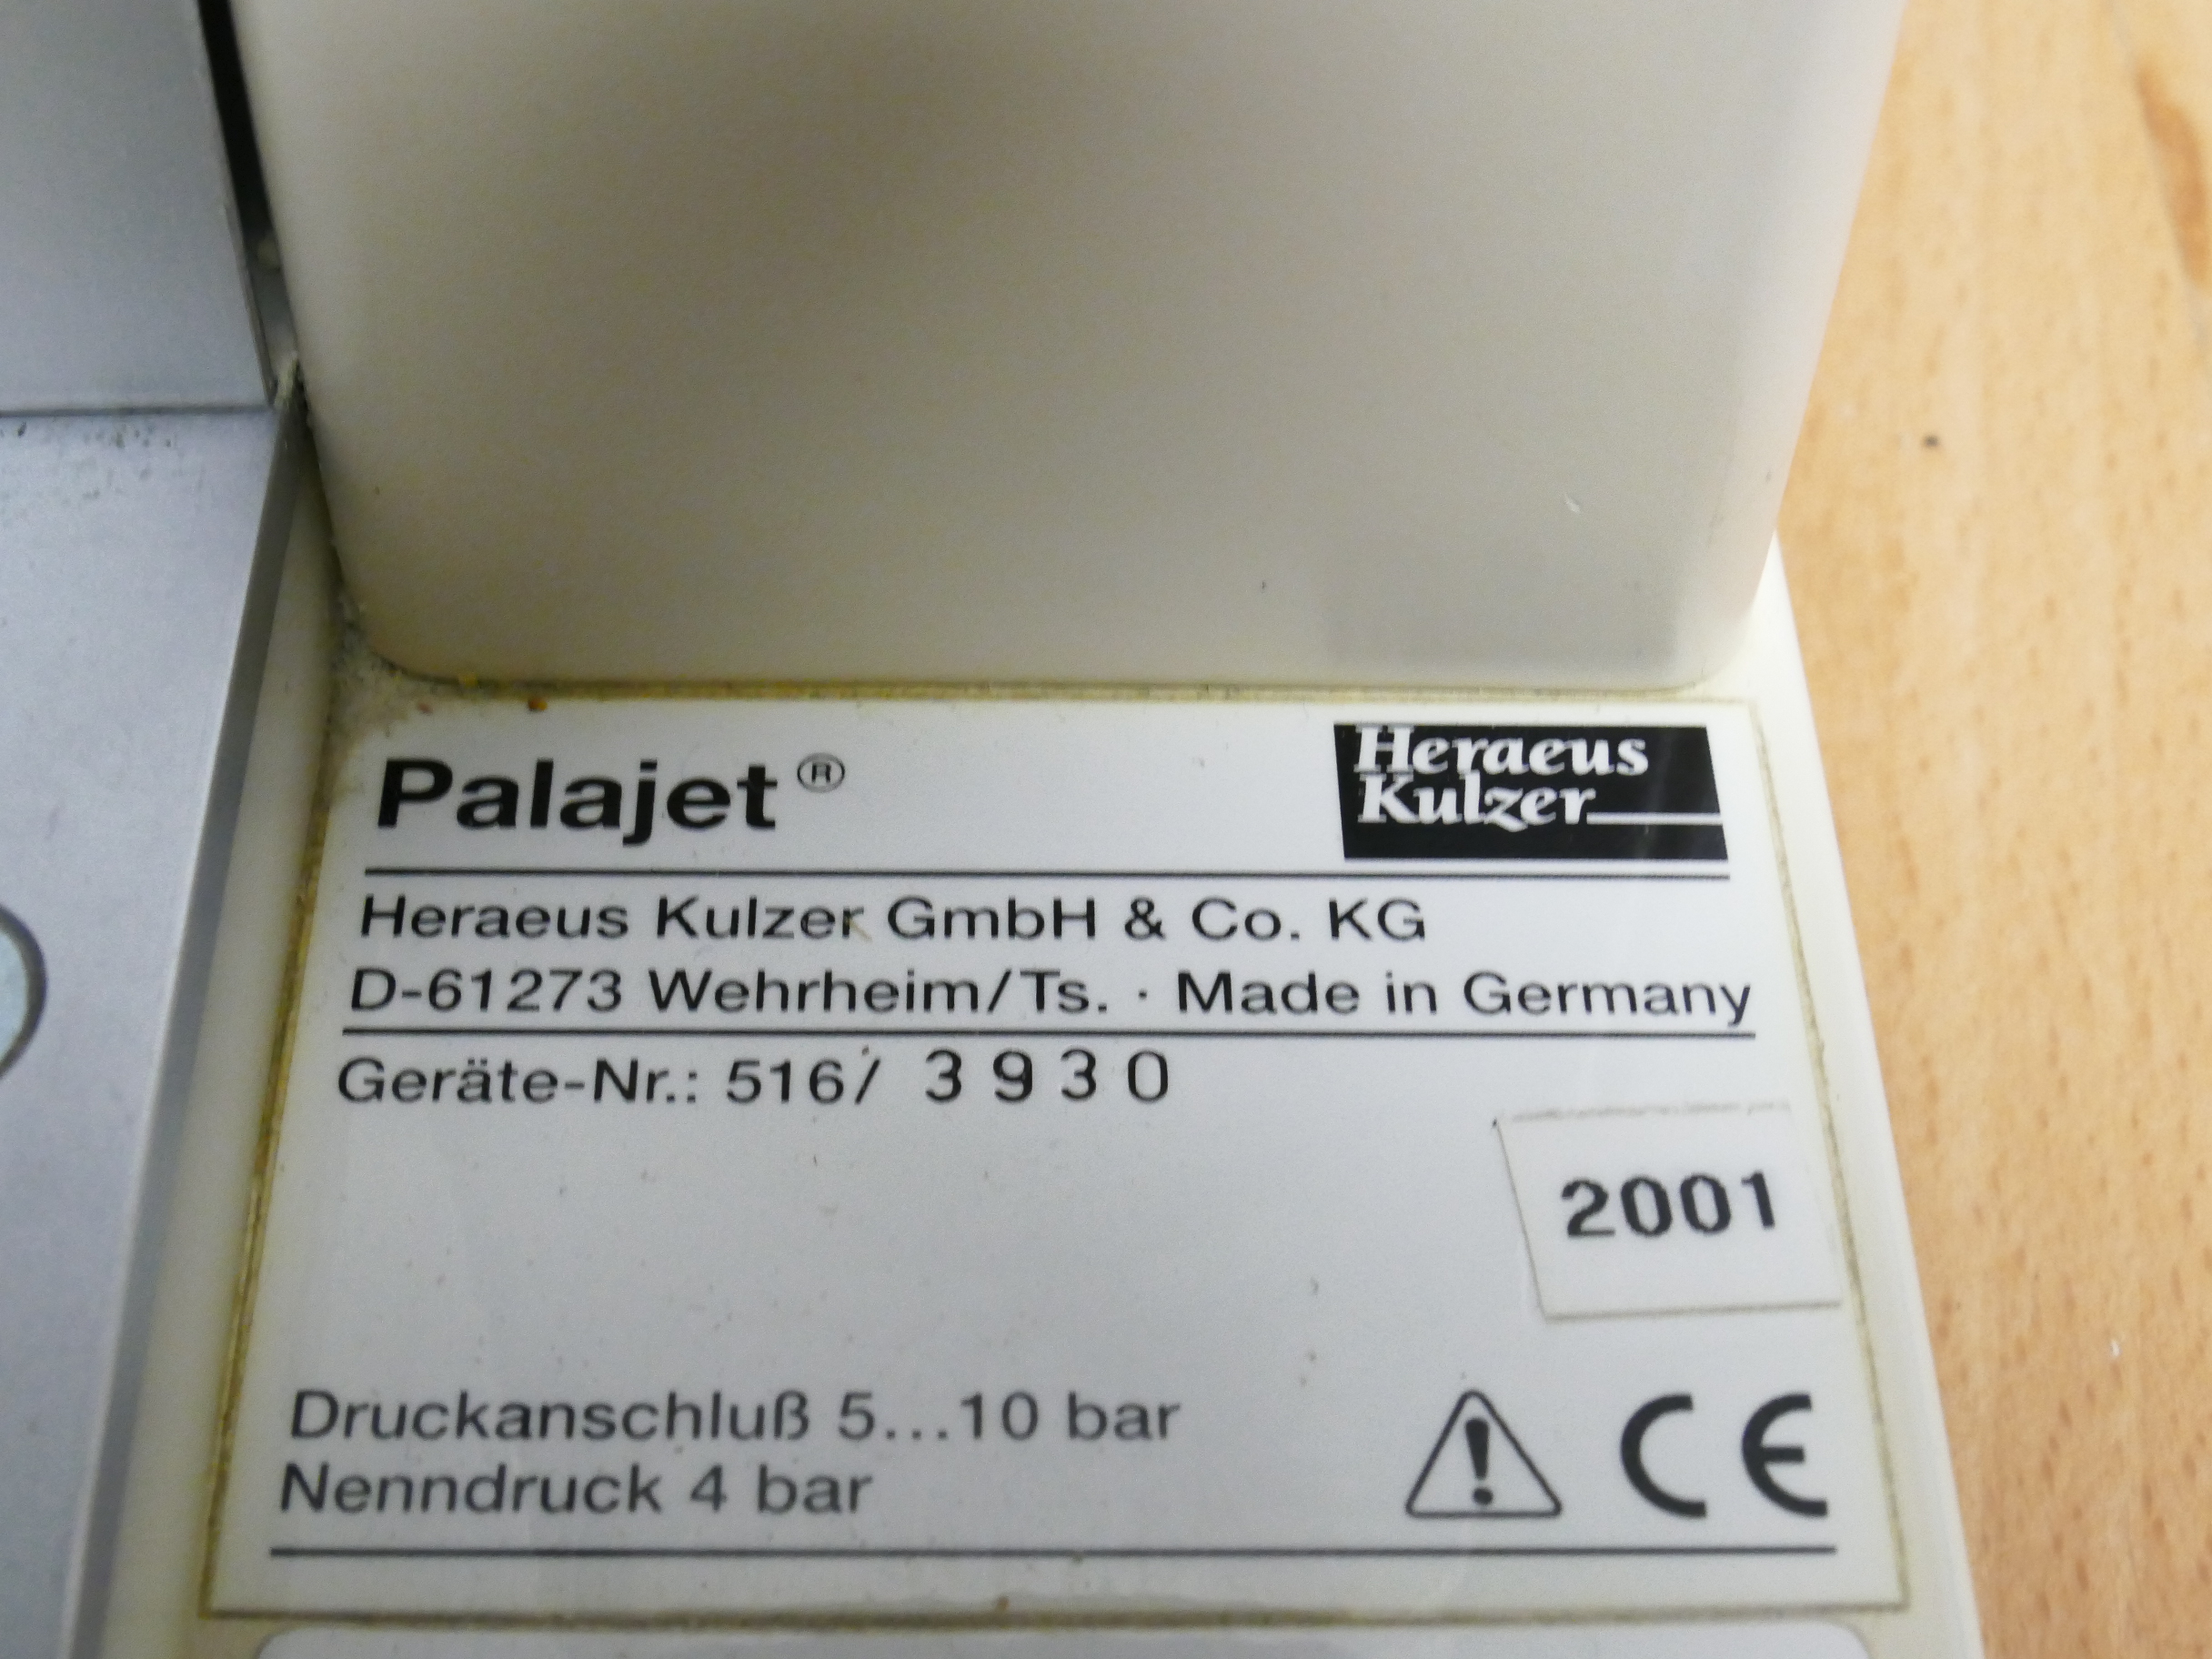 Palajet®
Heraeus
Kulzer
Heraeus Kulzer GmbH & Co. KG
D-61273 Wehrheim/Ts. · Made in Germany
Geräte-Nr.: 516/ 3930
2001
Druckanschluß 5...10 bar
Nenndruck 4 bar
CE